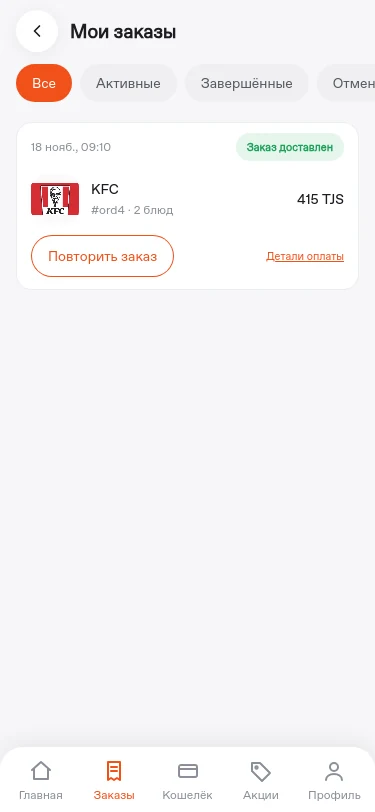 Мои заказы
Все
Активные
Завершённые
Отмен
18 нояб., 09:10
Заказ доставлен
KFC
KFC
415 TJS
#ord4 · 2 блюд
Повторить заказ
Детали оплаты
Главная
Заказы
Кошелёк
Акции
Профиль